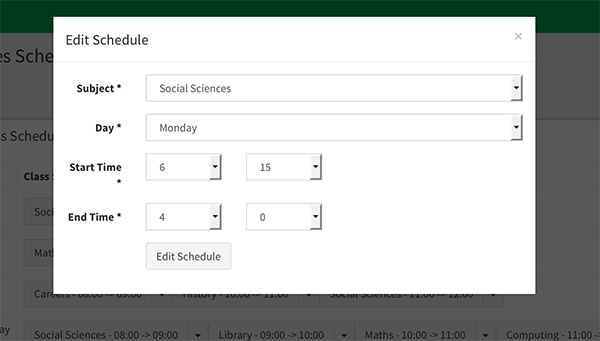 es Sche
Edit Schedule ×
Subject * Social Sciences
Day * Monday
ss Schedu
Start Time * 6 15
Class S
End Time * 4 0
Soci
Math
Edit Schedule
Careers - 08:00 -> 09:00 History - 10:00 -> 11:00 Social Sciences - 11:00 -> 12:00
ay Social Sciences - 08:00 -> 09:00 Library - 09:00 -> 10:00 Maths - 10:00 -> 11:00 Computing - 11:00 ->